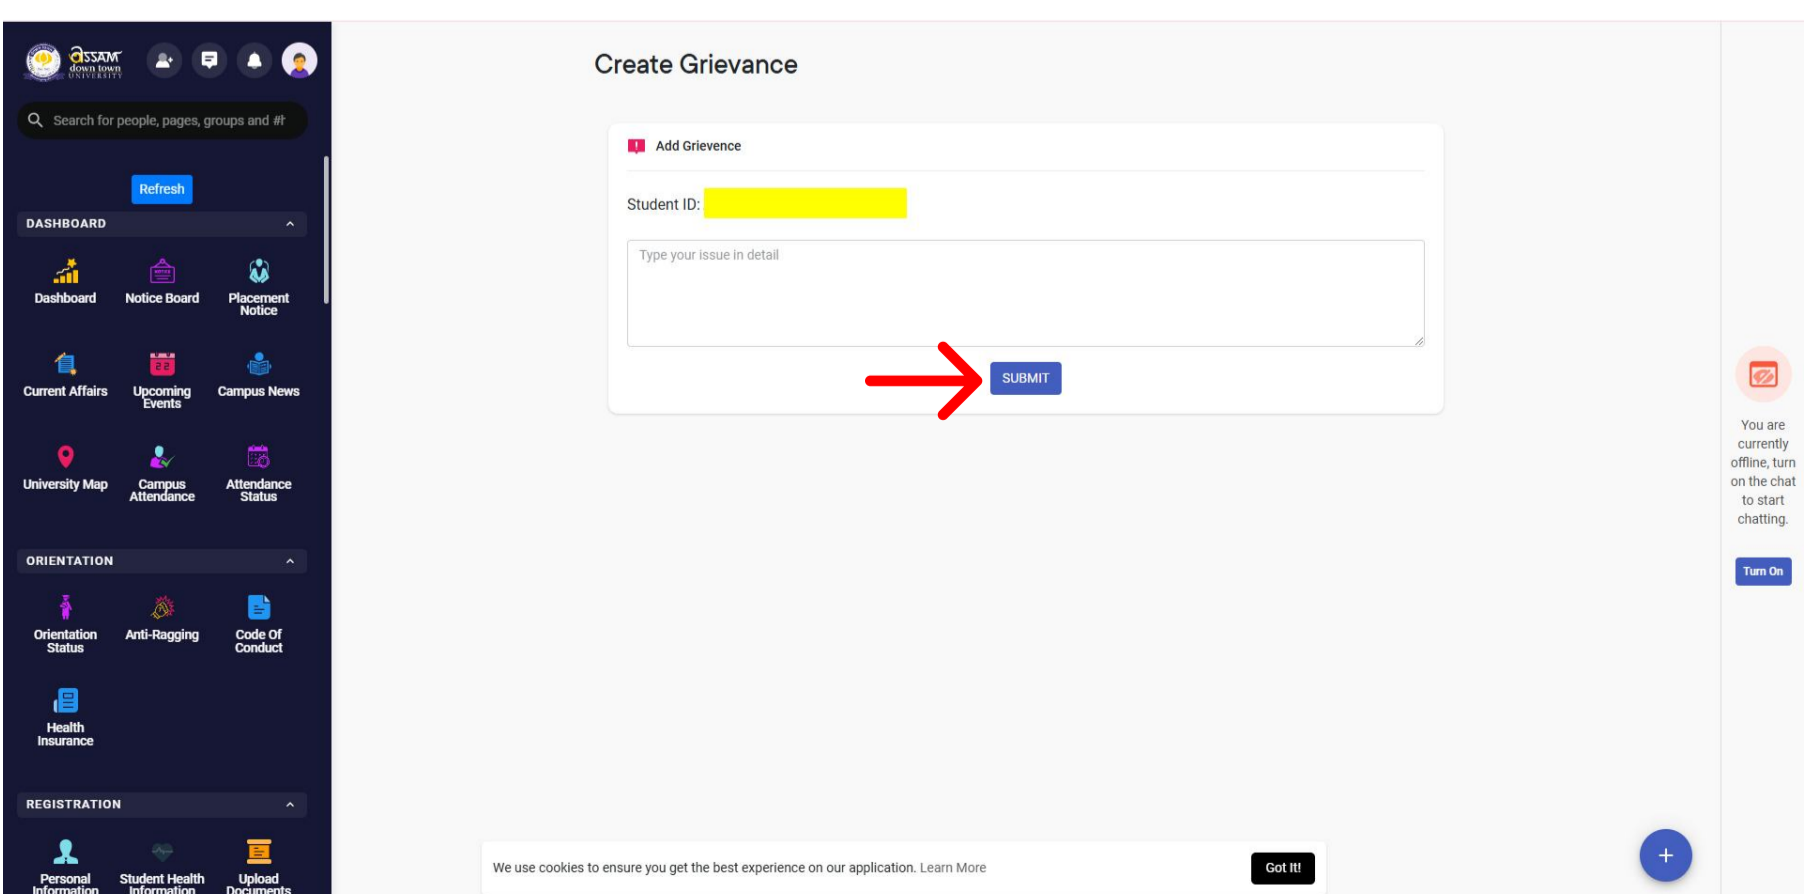 অssam
down town
UNIVERSITY
Search for people, pages, groups and #h
Refresh
DASHBOARD
Dashboard
Notice Board
Placement
Notice
Current Affairs
Upcoming
Events
Campus News
University Map
Campus
Attendance
Attendance
Status
ORIENTATION
Orientation
Status
Anti-Ragging
Code Of
Conduct
Health
Insurance
REGISTRATION
Personal
Information
Student Health
Information
Upload
Documents
Create Grievance
Add Grievence
Student ID:
Type your issue in detail
SUBMIT
You are
currently
offline, turn
on the chat
to start
chatting.
Turn On
We use cookies to ensure you get the best experience on our application. Learn More
Got It!
+